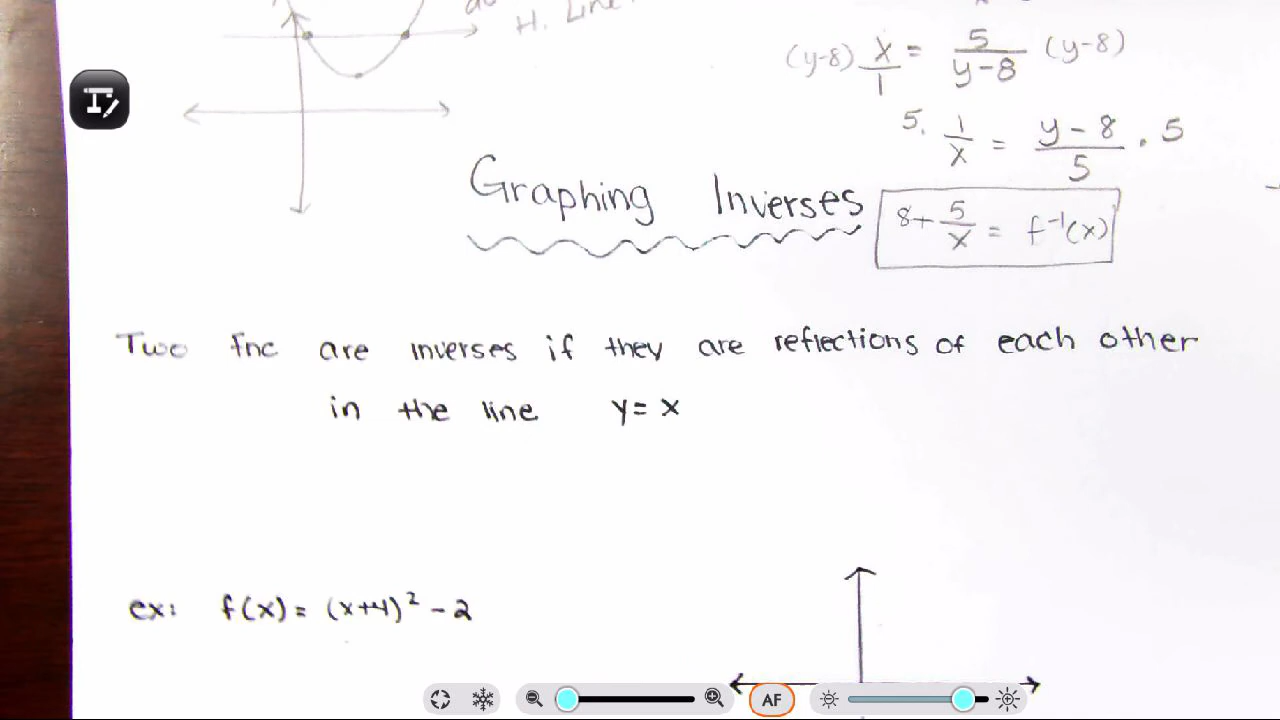 H. Line
(y-8) x/1 = 5/(y-8) (y-8)
5. 1/x = (y-8)/5 . 5
Graphing Inverses
8+ 5/x = f⁻¹(x)
Two Fnc are inverses if they are reflections of each other
in the line y= x
ex: f(x)= (x+4)² -2
AF